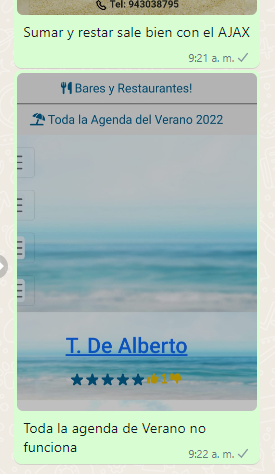 Tel: 943038795
Sumar y restar sale bien con el AJAX
9:21 a. m.
Bares y Restaurantes!
Toda la Agenda del Verano 2022
T. De Alberto
1
Toda la agenda de Verano no
funciona
9:22 a. m.